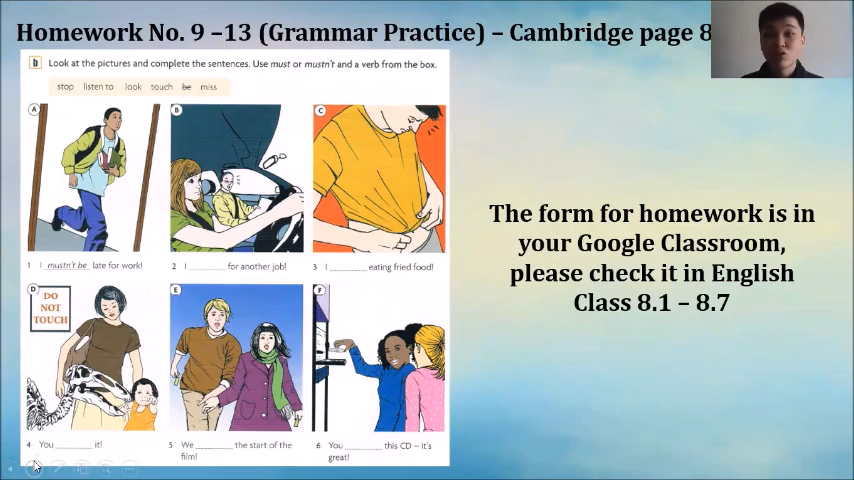 Homework No. 9 –13 (Grammar Practice) – Cambridge page 8
b Look at the pictures and complete the sentences. Use must or mustn't and a verb from the box.
stop listen to look touch be miss
A
B
C
1 I mustn't be late for work!
2 I ________ for another job!
3 I ________ eating fried food!
D
DO
NOT
TOUCH
E
F
4 You ________ it!
5 We ________ the start of the
film!
6 You ________ this CD – it's
great!
The form for homework is in
your Google Classroom,
please check it in English
Class 8.1 – 8.7